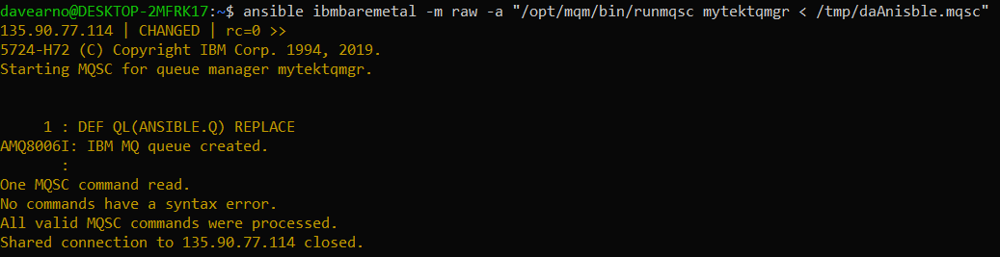 davearno@DESKTOP-2MFRK17:~$ ansible ibmbaremetal -m raw -a "/opt/mqm/bin/runmqsc mytektqmgr < /tmp/daAnisble.mqsc"
135.90.77.114 | CHANGED | rc=0 >>
5724-H72 (C) Copyright IBM Corp. 1994, 2019.
Starting MQSC for queue manager mytektqmgr.
1 : DEF QL(ANSIBLE.Q) REPLACE
AMQ8006I: IBM MQ queue created.
:
One MQSC command read.
No commands have a syntax error.
All valid MQSC commands were processed.
Shared connection to 135.90.77.114 closed.